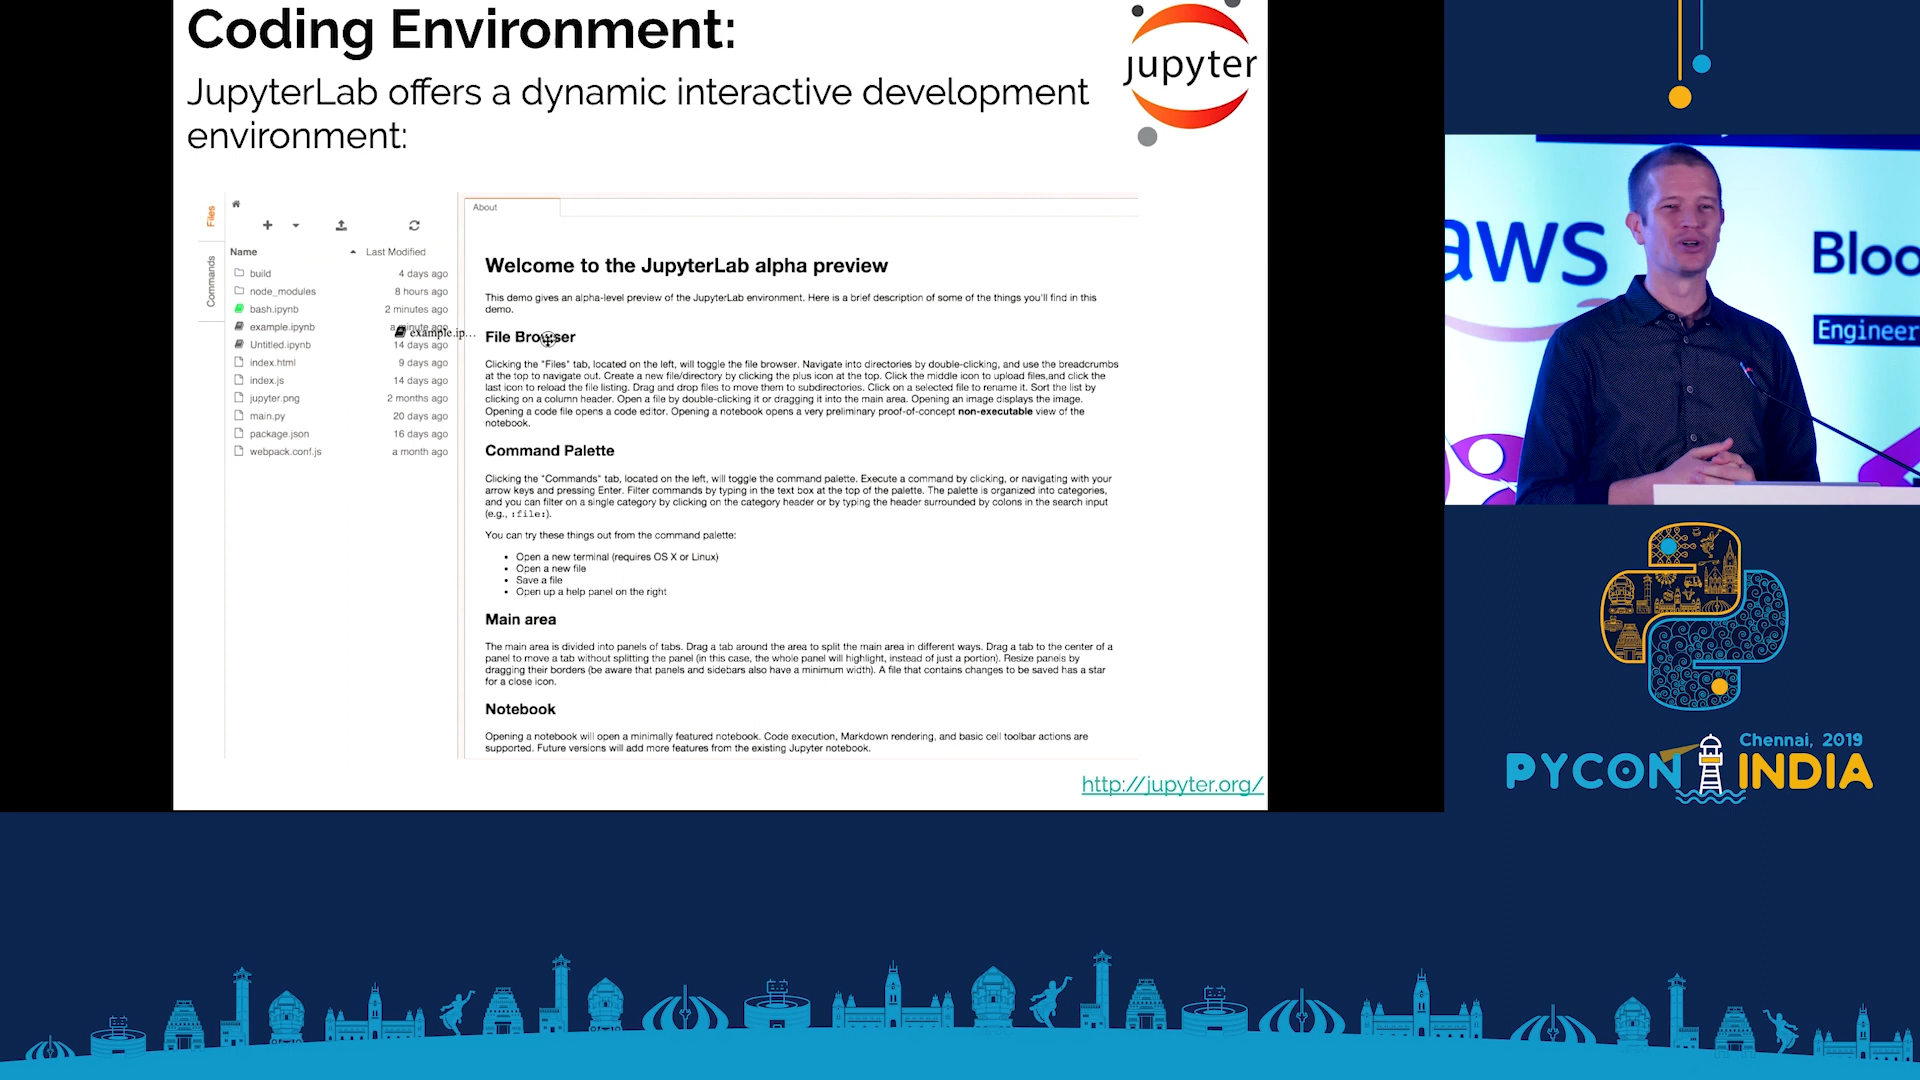 Coding Environment:
jupyter
JupyterLab offers a dynamic interactive development
environment:
Files
Commands
Name
Last Modified
build 4 days ago
node_modules 8 hours ago
bash.ipynb 2 minutes ago
example.ipynb a minute ago
example.ip...
Untitled.ipynb 14 days ago
index.html 9 days ago
index.js 14 days ago
jupyter.png 2 months ago
main.py 20 days ago
package.json 16 days ago
webpack.conf.js a month ago
About
Welcome to the JupyterLab alpha preview
This demo gives an alpha-level preview of the JupyterLab environment. Here is a brief description of some of the things you'll find in this
demo.
File Browser
Clicking the "Files" tab, located on the left, will toggle the file browser. Navigate into directories by double-clicking, and use the breadcrumbs
at the top to navigate out. Create a new file/directory by clicking the plus icon at the top. Click the middle icon to upload files,and click the
last icon to reload the file listing. Drag and drop files to move them to subdirectories. Click on a selected file to rename it. Sort the list by
clicking on a column header. Open a file by double-clicking it or dragging it into the main area. Opening an image displays the image.
Opening a code file opens a code editor. Opening a notebook opens a very preliminary proof-of-concept non-executable view of the
notebook.
Command Palette
Clicking the "Commands" tab, located on the left, will toggle the command palette. Execute a command by clicking, or navigating with your
arrow keys and pressing Enter. Filter commands by typing in the text box at the top of the palette. The palette is organized into categories,
and you can filter on a single category by clicking on the category header or by typing the header surrounded by colons in the search input
(e.g., :file:).
You can try these things out from the command palette:
• Open a new terminal (requires OS X or Linux)
• Open a new file
• Save a file
• Open up a help panel on the right
Main area
The main area is divided into panels of tabs. Drag a tab around the area to split the main area in different ways. Drag a tab to the center of a
panel to move a tab without splitting the panel (in this case, the whole panel will highlight, instead of just a portion). Resize panels by
dragging their borders (be aware that panels and sidebars also have a minimum width). A file that contains changes to be saved has a star
for a close icon.
Notebook
Opening a notebook will open a minimally featured notebook. Code execution, Markdown rendering, and basic cell toolbar actions are
supported. Future versions will add more features from the existing Jupyter notebook.
http://jupyter.org/
aws
Bloo
Engineer
Chennai, 2019
PYCON INDIA